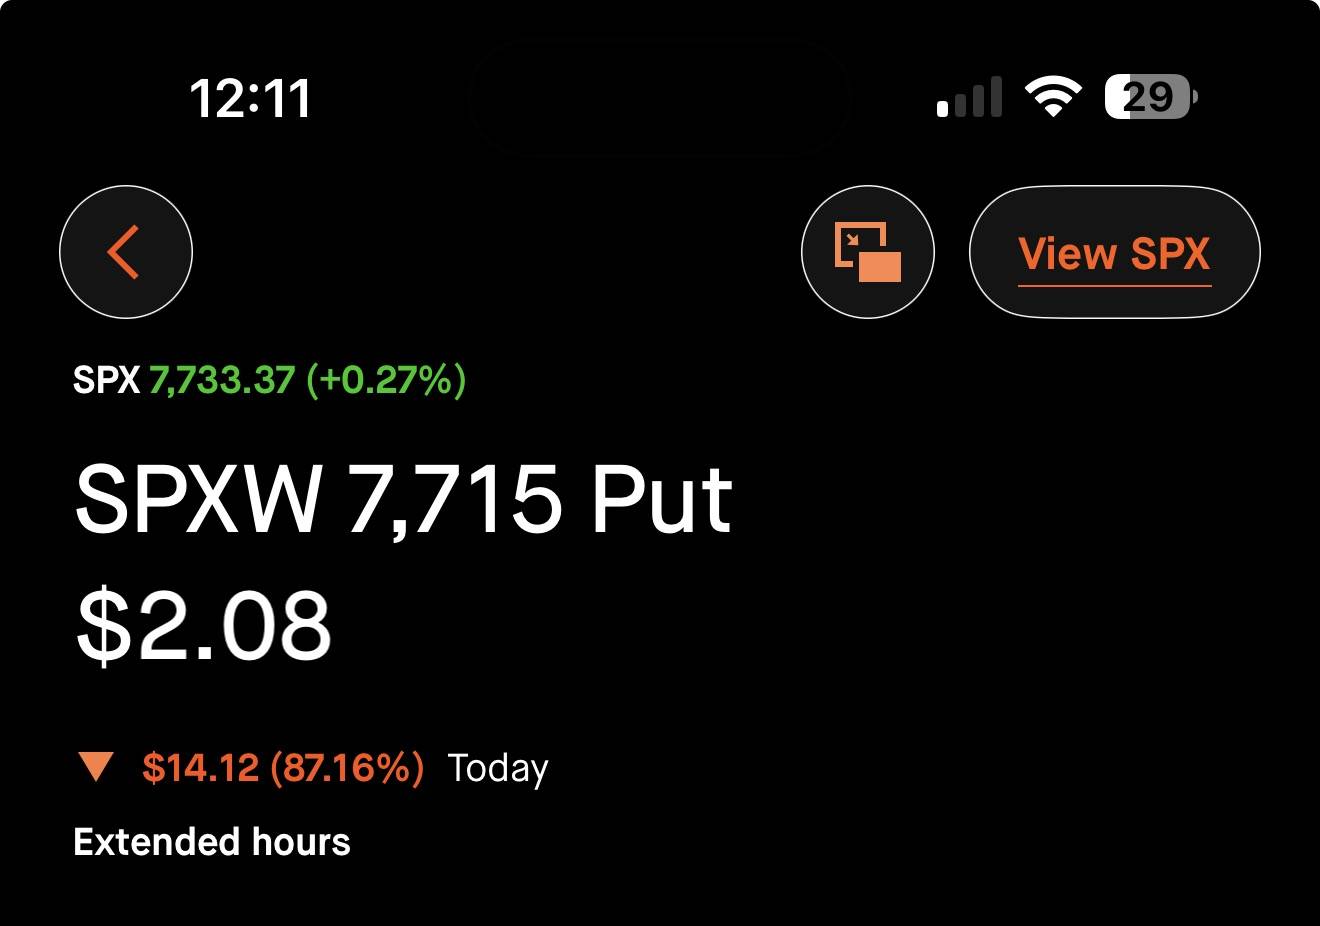 12:11
29
View SPX
SPX 7,733.37 (+0.27%)
SPXW 7,715 Put
$2.08
▼ $14.12 (87.16%) Today
Extended hours